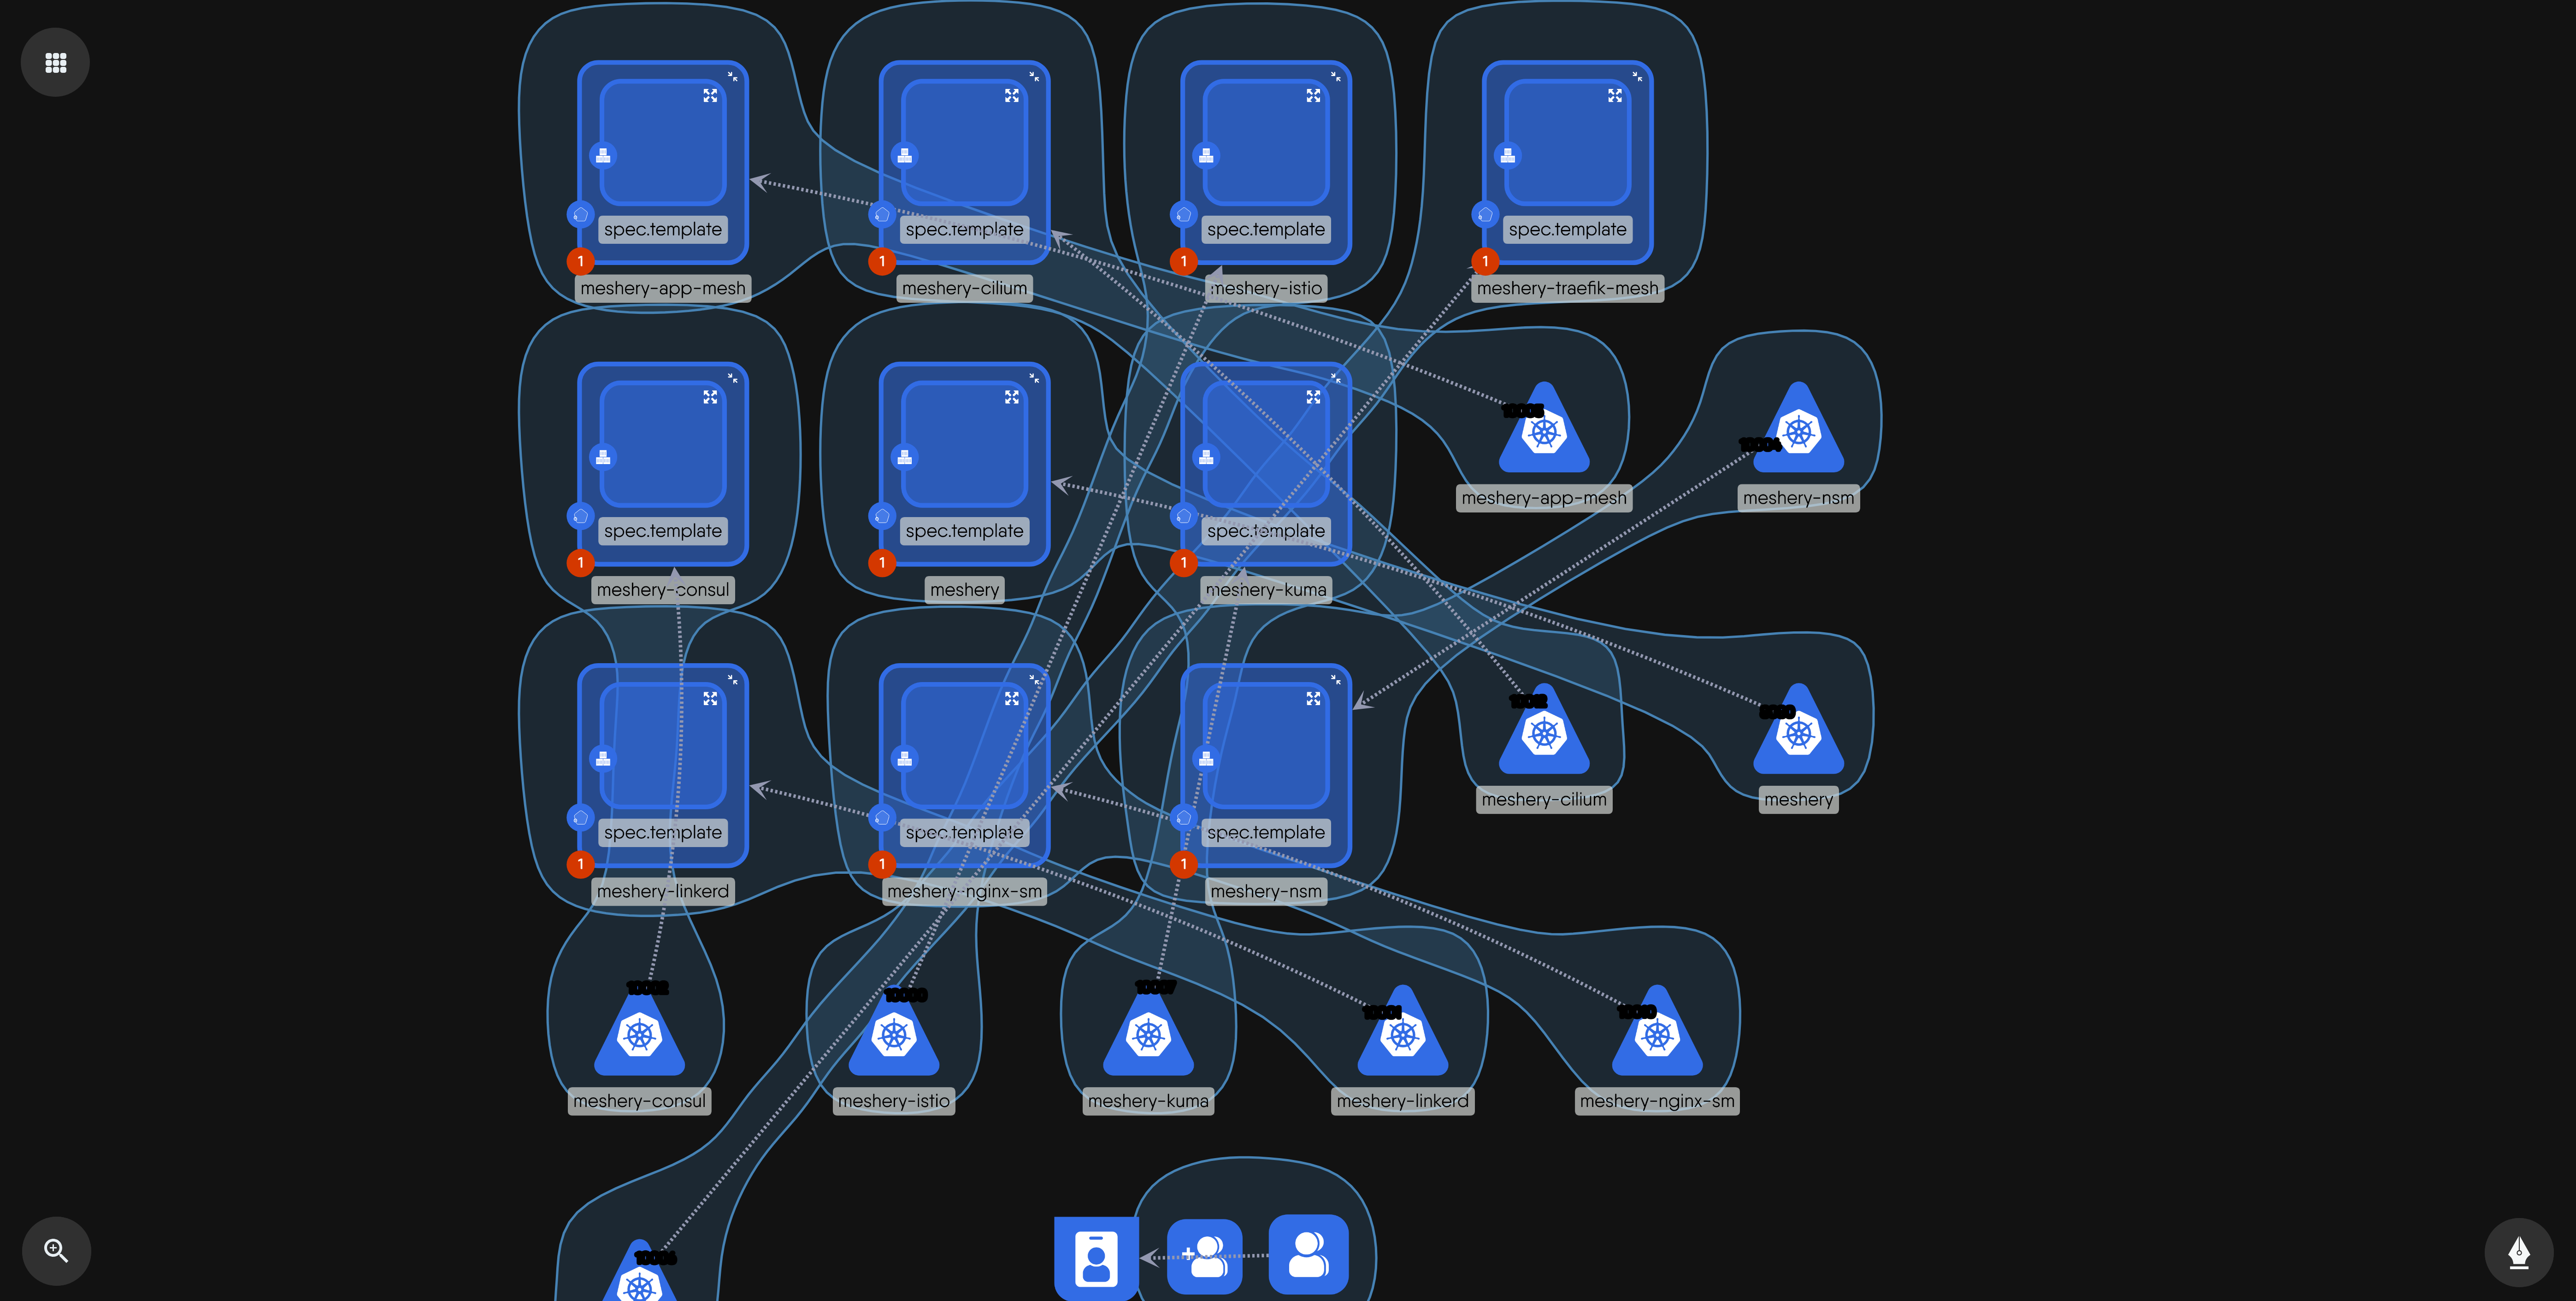 spec.template
spec.template
spec.template
spec.template
1
1
1
1
meshery-app-mesh
meshery-cilium
meshery-istio
meshery-traefik-mesh
meshery-app-mesh
meshery-nsm
spec.template
spec.template
spec.template
1
1
1
meshery-consul
meshery
meshery-kuma
meshery-cilium
meshery
spec.template
spec.template
spec.template
1
1
1
meshery-linkerd
meshery-nginx-sm
meshery-nsm
meshery-consul
meshery-istio
meshery-kuma
meshery-linkerd
meshery-nginx-sm